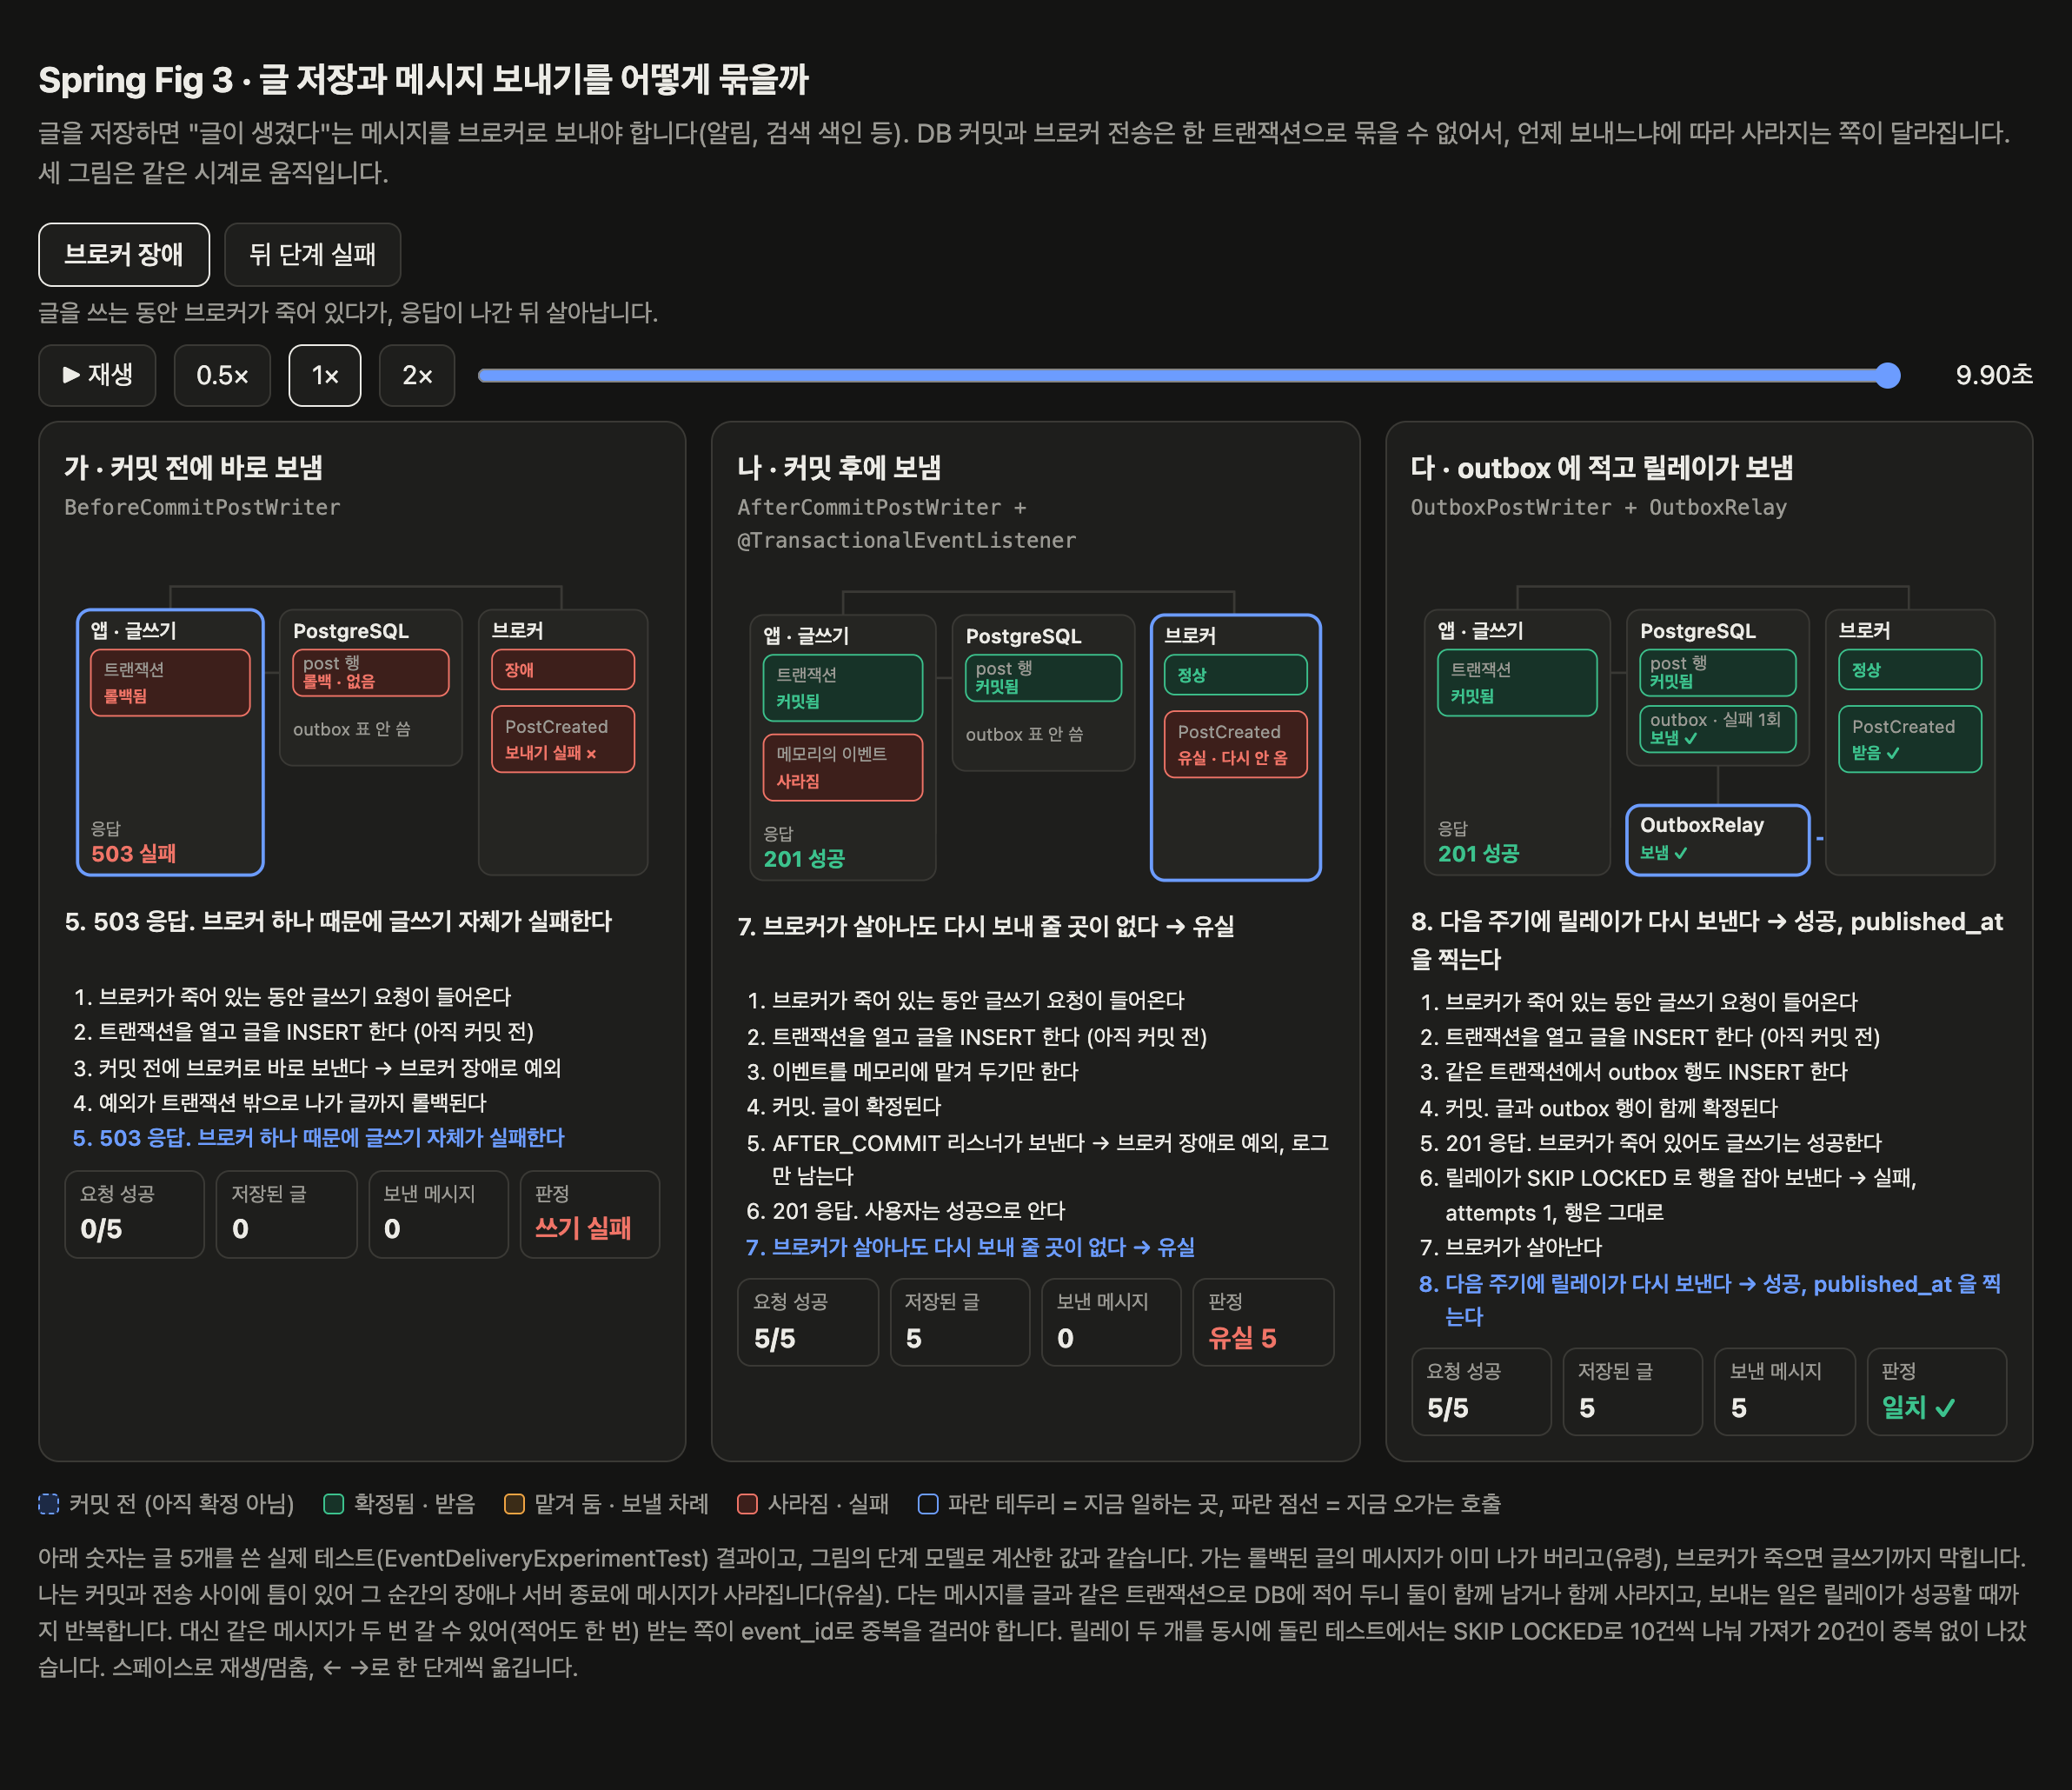 Spring Fig 3 · 글 저장과 메시지 보내기를 어떻게 묶을까
글을 저장하면 "글이 생겼다"는 메시지를 브로커로 보내야 합니다(알림, 검색 색인 등). DB 커밋과 브로커 전송은 한 트랜잭션으로 묶을 수 없어서, 언제 보내느냐에 따라 사라지는 쪽이 달라집니다.
세 그림은 같은 시계로 움직입니다.
브로커 장애
뒤 단계 실패
글을 쓰는 동안 브로커가 죽어 있다가, 응답이 나간 뒤 살아납니다.
▶ 재생
0.5×
1×
2×
9.90초
가 · 커밋 전에 바로 보냄
BeforeCommitPostWriter
앱 · 글쓰기
트랜잭션
롤백됨
응답
503 실패
PostgreSQL
post 행
롤백 · 없음
outbox 표 안 씀
브로커
장애
PostCreated
보내기 실패 ×
5. 503 응답. 브로커 하나 때문에 글쓰기 자체가 실패한다
1. 브로커가 죽어 있는 동안 글쓰기 요청이 들어온다
2. 트랜잭션을 열고 글을 INSERT 한다 (아직 커밋 전)
3. 커밋 전에 브로커로 바로 보낸다 → 브로커 장애로 예외
4. 예외가 트랜잭션 밖으로 나가 글까지 롤백된다
5. 503 응답. 브로커 하나 때문에 글쓰기 자체가 실패한다
요청 성공
0/5
저장된 글
0
보낸 메시지
0
판정
쓰기 실패
나 · 커밋 후에 보냄
AfterCommitPostWriter +
@TransactionalEventListener
앱 · 글쓰기
트랜잭션
커밋됨
메모리의 이벤트
사라짐
응답
201 성공
PostgreSQL
post 행
커밋됨
outbox 표 안 씀
브로커
정상
PostCreated
유실 · 다시 안 옴
7. 브로커가 살아나도 다시 보내 줄 곳이 없다 → 유실
1. 브로커가 죽어 있는 동안 글쓰기 요청이 들어온다
2. 트랜잭션을 열고 글을 INSERT 한다 (아직 커밋 전)
3. 이벤트를 메모리에 맡겨 두기만 한다
4. 커밋. 글이 확정된다
5. AFTER_COMMIT 리스너가 보낸다 → 브로커 장애로 예외, 로그
만 남는다
6. 201 응답. 사용자는 성공으로 안다
7. 브로커가 살아나도 다시 보내 줄 곳이 없다 → 유실
요청 성공
5/5
저장된 글
5
보낸 메시지
0
판정
유실 5
다 · outbox 에 적고 릴레이가 보냄
OutboxPostWriter + OutboxRelay
앱 · 글쓰기
트랜잭션
커밋됨
응답
201 성공
PostgreSQL
post 행
커밋됨
outbox · 실패 1회
보냄 ✓
OutboxRelay
보냄 ✓
브로커
정상
PostCreated
받음 ✓
8. 다음 주기에 릴레이가 다시 보낸다 → 성공, published_at
을 찍는다
1. 브로커가 죽어 있는 동안 글쓰기 요청이 들어온다
2. 트랜잭션을 열고 글을 INSERT 한다 (아직 커밋 전)
3. 같은 트랜잭션에서 outbox 행도 INSERT 한다
4. 커밋. 글과 outbox 행이 함께 확정된다
5. 201 응답. 브로커가 죽어 있어도 글쓰기는 성공한다
6. 릴레이가 SKIP LOCKED 로 행을 잡아 보낸다 → 실패,
attempts 1, 행은 그대로
7. 브로커가 살아난다
8. 다음 주기에 릴레이가 다시 보낸다 → 성공, published_at 을 찍
는다
요청 성공
5/5
저장된 글
5
보낸 메시지
5
판정
일치 ✓
커밋 전 (아직 확정 아님)
확정됨 · 받음
맡겨 둠 · 보낼 차례
사라짐 · 실패
파란 테두리 = 지금 일하는 곳, 파란 점선 = 지금 오가는 호출
아래 숫자는 글 5개를 쓴 실제 테스트(EventDeliveryExperimentTest) 결과이고, 그림의 단계 모델로 계산한 값과 같습니다. 가는 롤백된 글의 메시지가 이미 나가 버리고(유령), 브로커가 죽으면 글쓰기까지 막힙니다.
나는 커밋과 전송 사이에 틈이 있어 그 순간의 장애나 서버 종료에 메시지가 사라집니다(유실). 다는 메시지를 글과 같은 트랜잭션으로 DB에 적어 두니 둘이 함께 남거나 함께 사라지고, 보내는 일은 릴레이가 성공할 때까
지 반복합니다. 대신 같은 메시지가 두 번 갈 수 있어(적어도 한 번) 받는 쪽이 event_id로 중복을 걸러야 합니다. 릴레이 두 개를 동시에 돌린 테스트에서는 SKIP LOCKED로 10건씩 나눠 가져가 20건이 중복 없이 나갔
습니다. 스페이스로 재생/멈춤, ← →로 한 단계씩 옮깁니다.